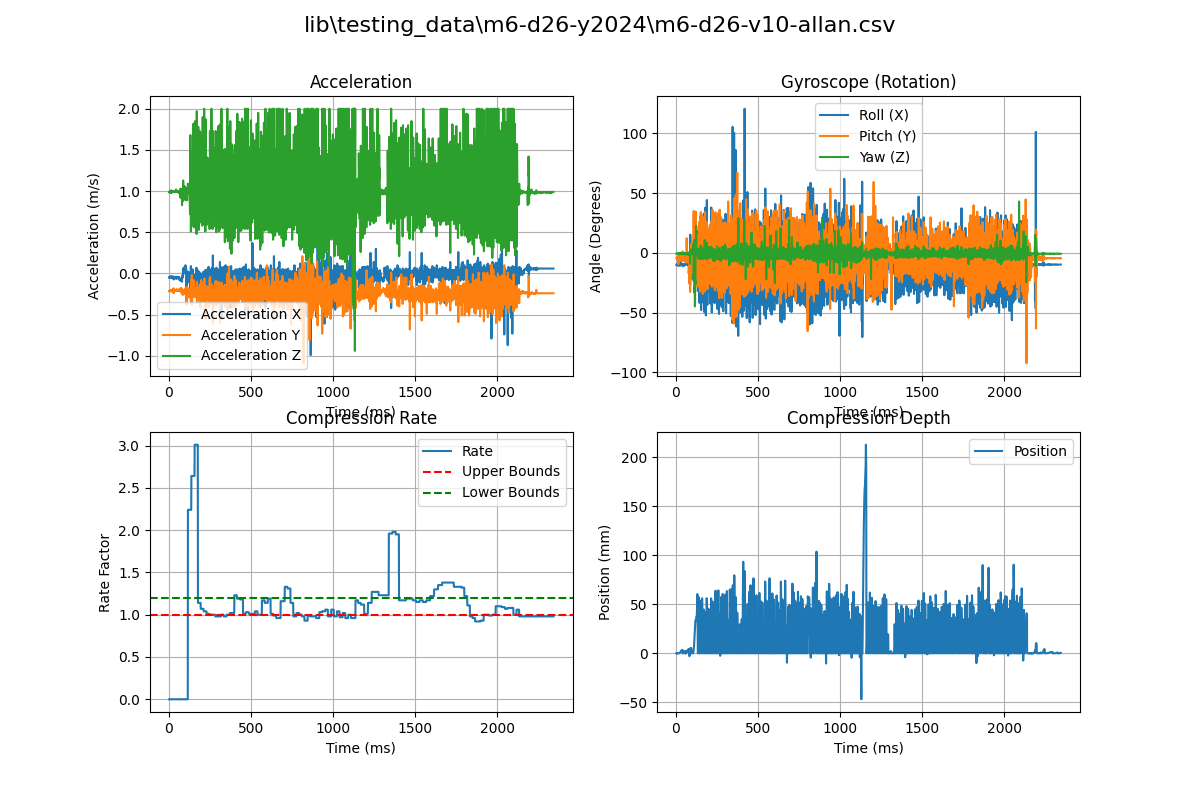 lib\testing_data\m6-d26-y2024\m6-d26-v10-allan.csv
Acceleration
Acceleration (m/s)
2.0
1.5
1.0
0.5
0.0
−0.5
−1.0
Acceleration X
Acceleration Y
Acceleration Z
0 500 1000 1500 2000
Time (ms)
Gyroscope (Rotation)
Angle (Degrees)
100
50
0
−50
−100
Roll (X)
Pitch (Y)
Yaw (Z)
0 500 1000 1500 2000
Time (ms)
Compression Rate
Rate Factor
3.0
2.5
2.0
1.5
1.0
0.5
0.0
Rate
Upper Bounds
Lower Bounds
0 500 1000 1500 2000
Time (ms)
Compression Depth
Position (mm)
200
150
100
50
0
−50
Position
0 500 1000 1500 2000
Time (ms)